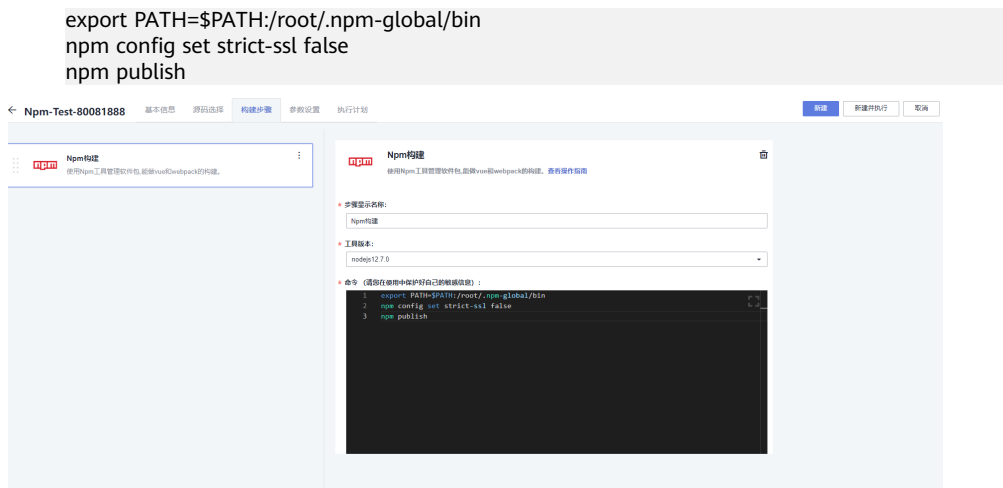 export PATH=$PATH:/root/.npm-global/bin
npm config set strict-ssl false
npm publish
← Npm-Test-80081888 基本信息 源码选择 构建步骤 参数设置 执行计划 新建 新建并执行 取消
Npm构建
使用Npm工具管理软件包,能做vue和webpack的构建。
Npm构建
使用Npm工具管理软件包,能做vue和webpack的构建。查看操作指南
* 步骤显示名称:
Npm构建
* 工具版本:
nodejs12.7.0
* 命令 (请您在使用中保护好自己的敏感信息) :
1 export PATH=$PATH:/root/.npm-global/bin
2 npm config set strict-ssl false
3 npm publish